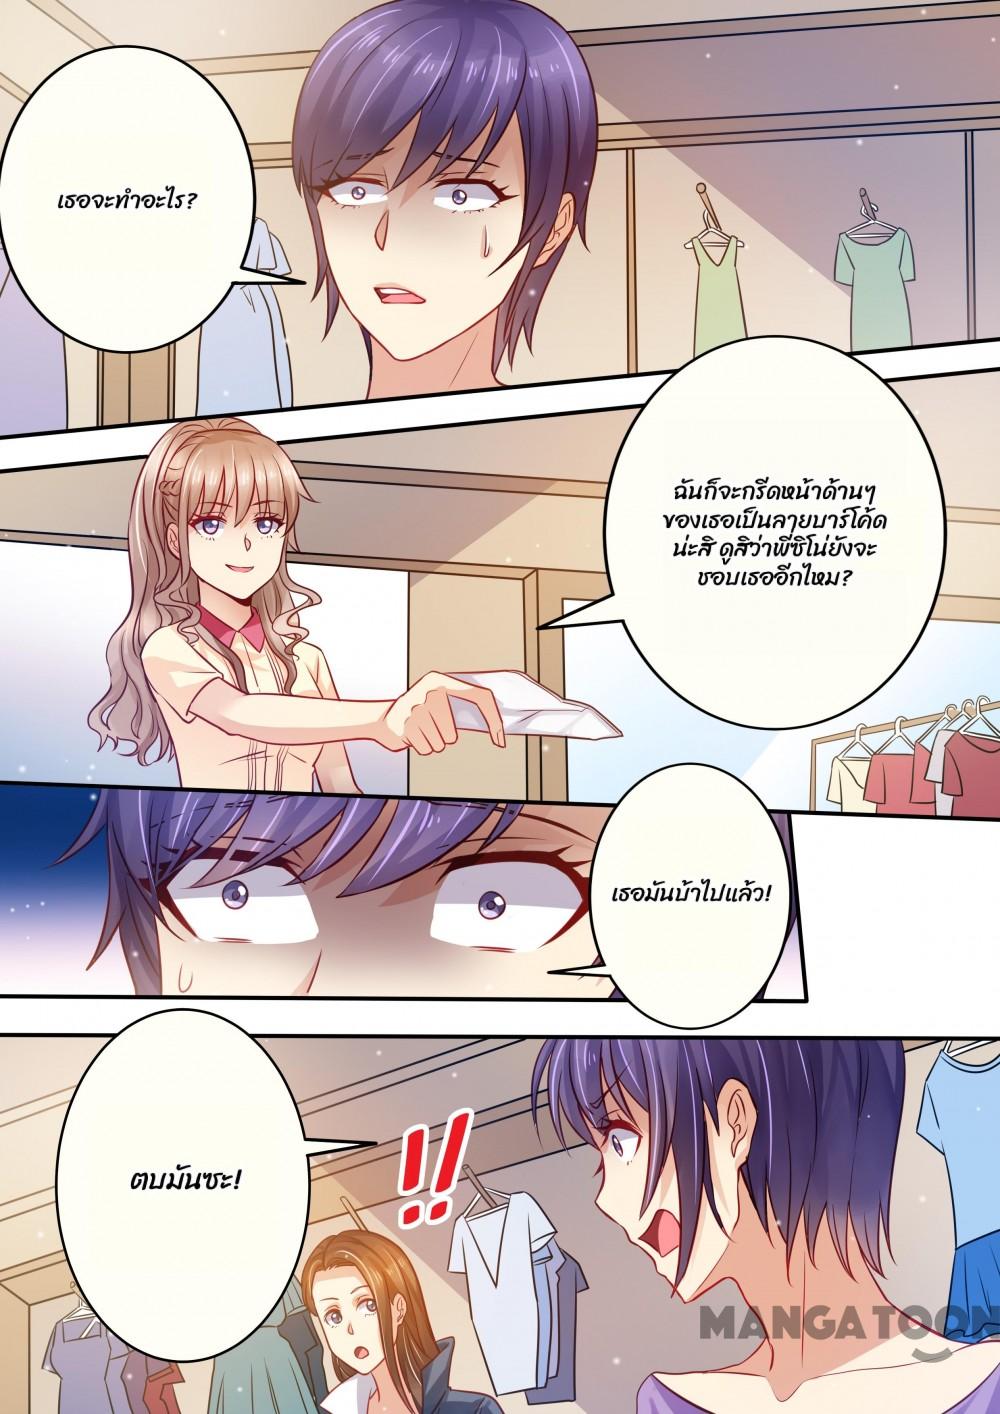 เธอจะทำอะไร?
ฉันก็จะกรีดหน้าด้านๆ
ของเธอเป็นลายบาร์โค้ด
น่ะสิ ดูสิว่าพี่ซิโน่ยังจะ
ชอบเธออีกไหม?
เธอมันบ้าไปแล้ว!
ตบมันซะ!
!!
MANGATOON